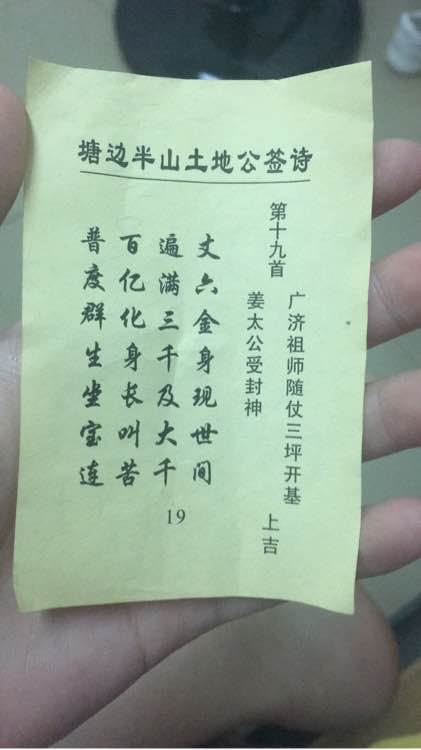 塘边半山土地公签诗
第十九首
广济祖师随仗三坪开基
姜太公受封神
上吉
丈六金身现世间
遍满三千及大千
百亿化身长叫苦
普度群生坐宝连
19